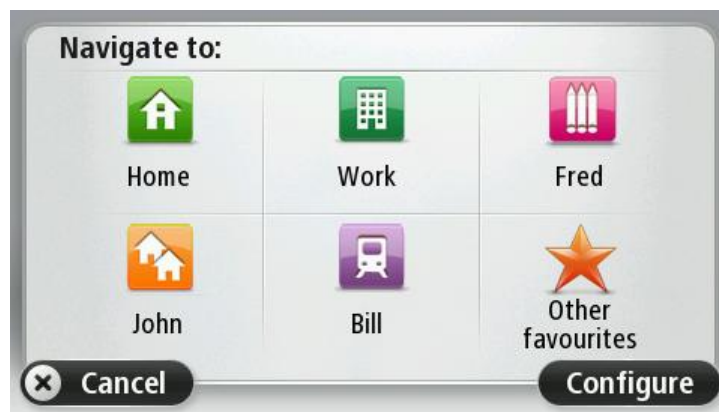 Navigate to:
Home
Work
Fred
John
Bill
Other
favourites
Cancel
Configure